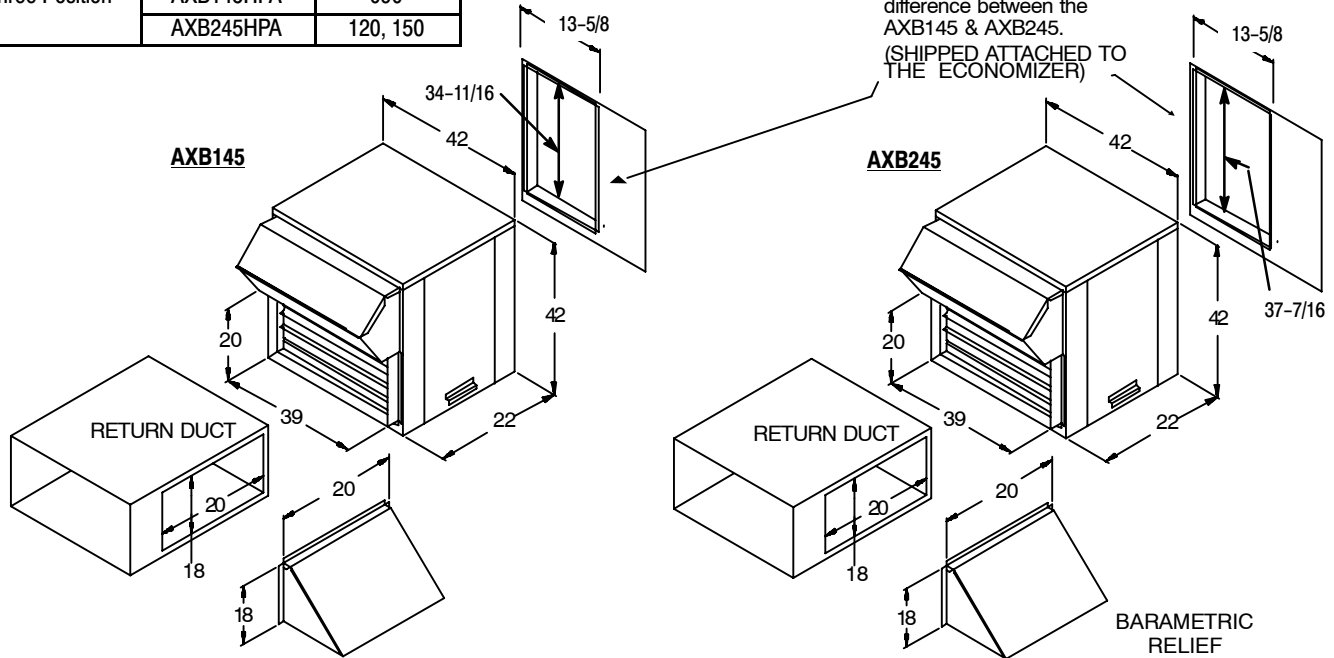 AXB245HPA 120, 150
difference between the
AXB145 & AXB245.
(SHIPPED ATTACHED TO
THE ECONOMIZER)
AXB145
13-5/8
34-11/16
42
42
20
39
22
RETURN DUCT
20
18
20
18
AXB245
13-5/8
42
37-7/16
42
20
39
22
RETURN DUCT
20
18
20
18
BARAMETRIC
RELIEF